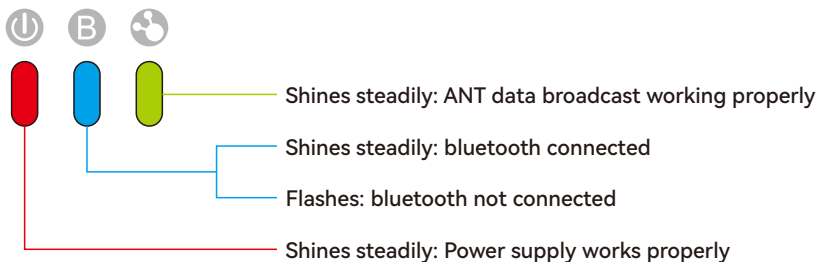 B
Shines steadily: ANT data broadcast working properly
Shines steadily: bluetooth connected
Flashes: bluetooth not connected
Shines steadily: Power supply works properly